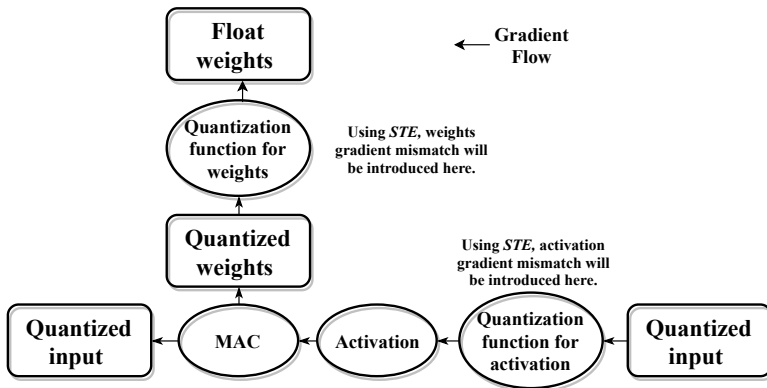 Float
weights
Gradient
Flow
Quantization
function for
weights
Using STE, weights
gradient mismatch will
be introduced here.
Quantized
weights
Using STE, activation
gradient mismatch will
be introduced here.
Quantized
input
MAC
Activation
Quantization
function for
activation
Quantized
input